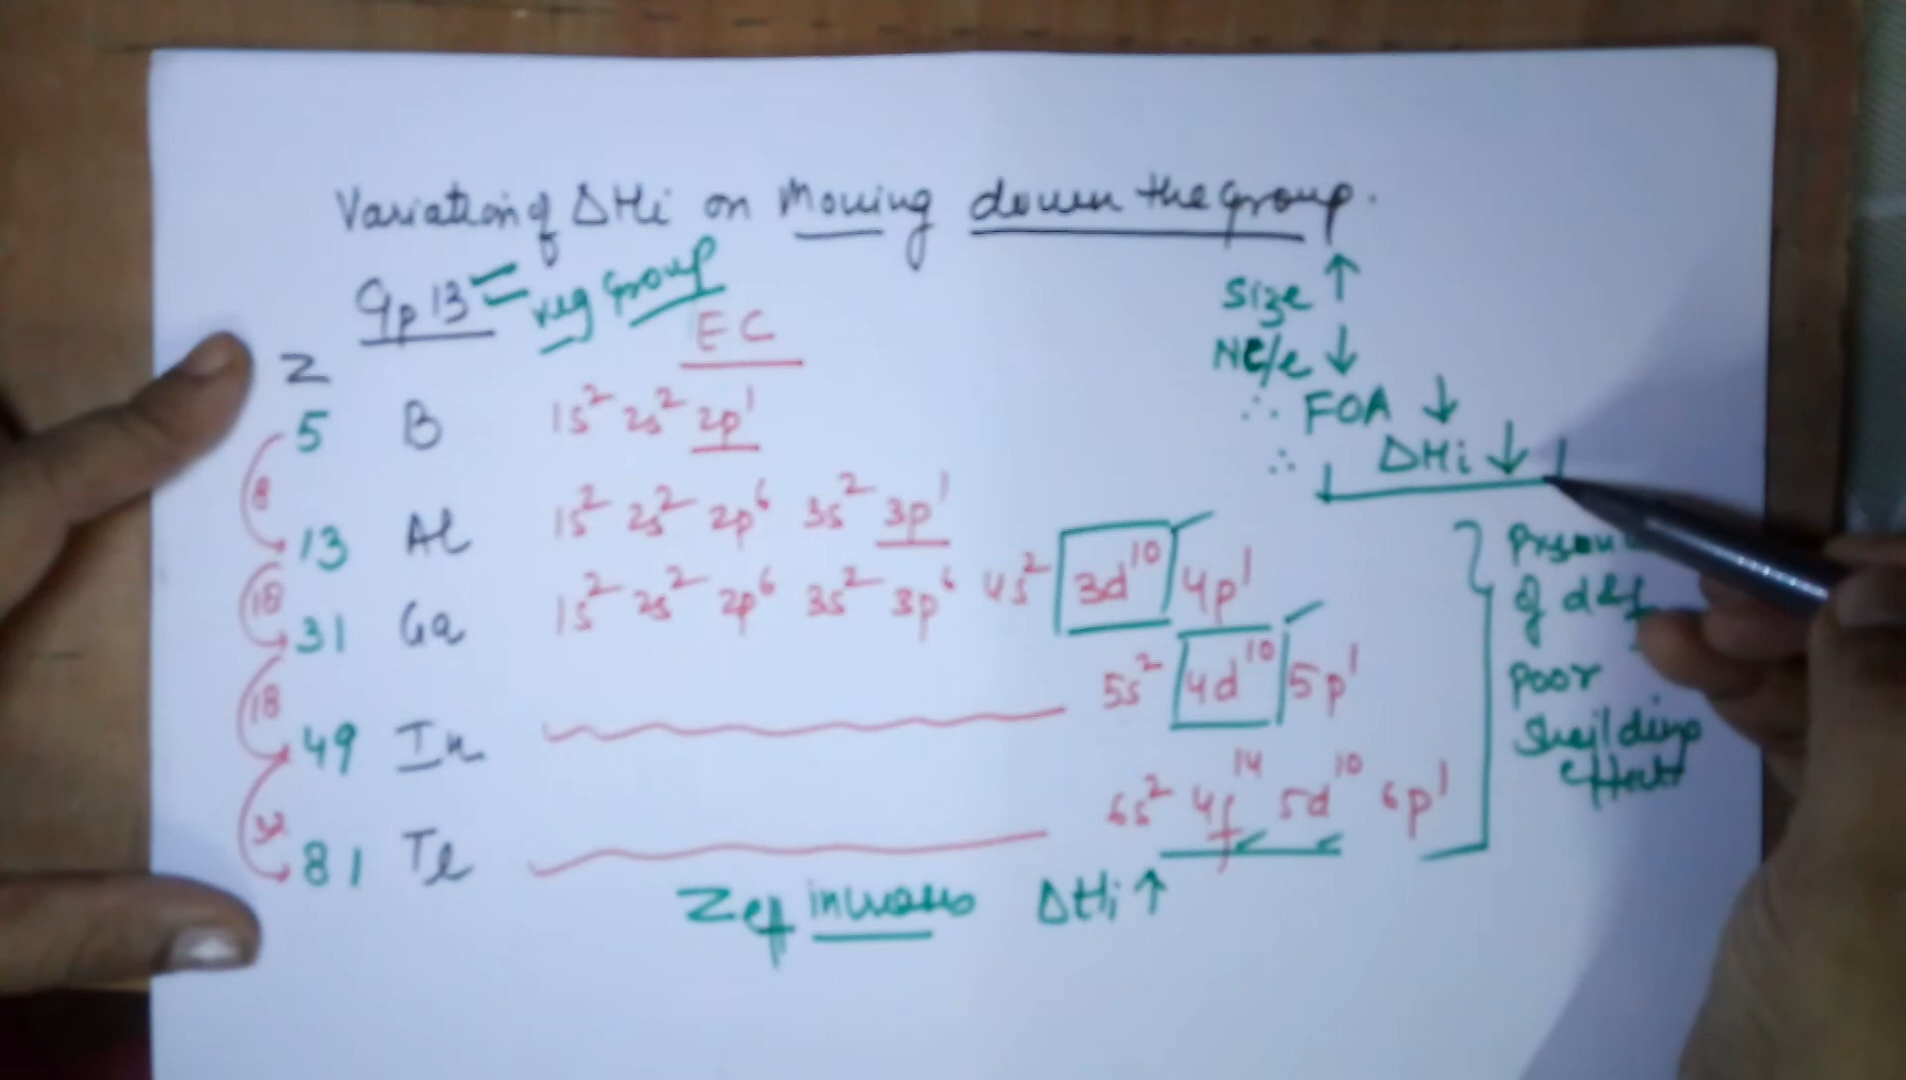 Variation of ΔHi on Moving down the group.
Gp 13 = reg group
Size ↑
NC/e ↓
∴ FOA ↓
∴ ΔHi ↓
Z
EC
5 B 1s² 2s² 2p¹
8
13 Al 1s² 2s² 2p⁶ 3s² 3p¹
18
31 Ga 1s² 2s² 2p⁶ 3s² 3p⁶ 4s² 3d¹⁰ 4p¹
18
49 In 5s² 4d¹⁰ 5p¹
32
81 Tl 6s² 4f¹⁴ 5d¹⁰ 6p¹
of d&f
poor
Sheilding
effect
Zeff increases ΔHi ↑